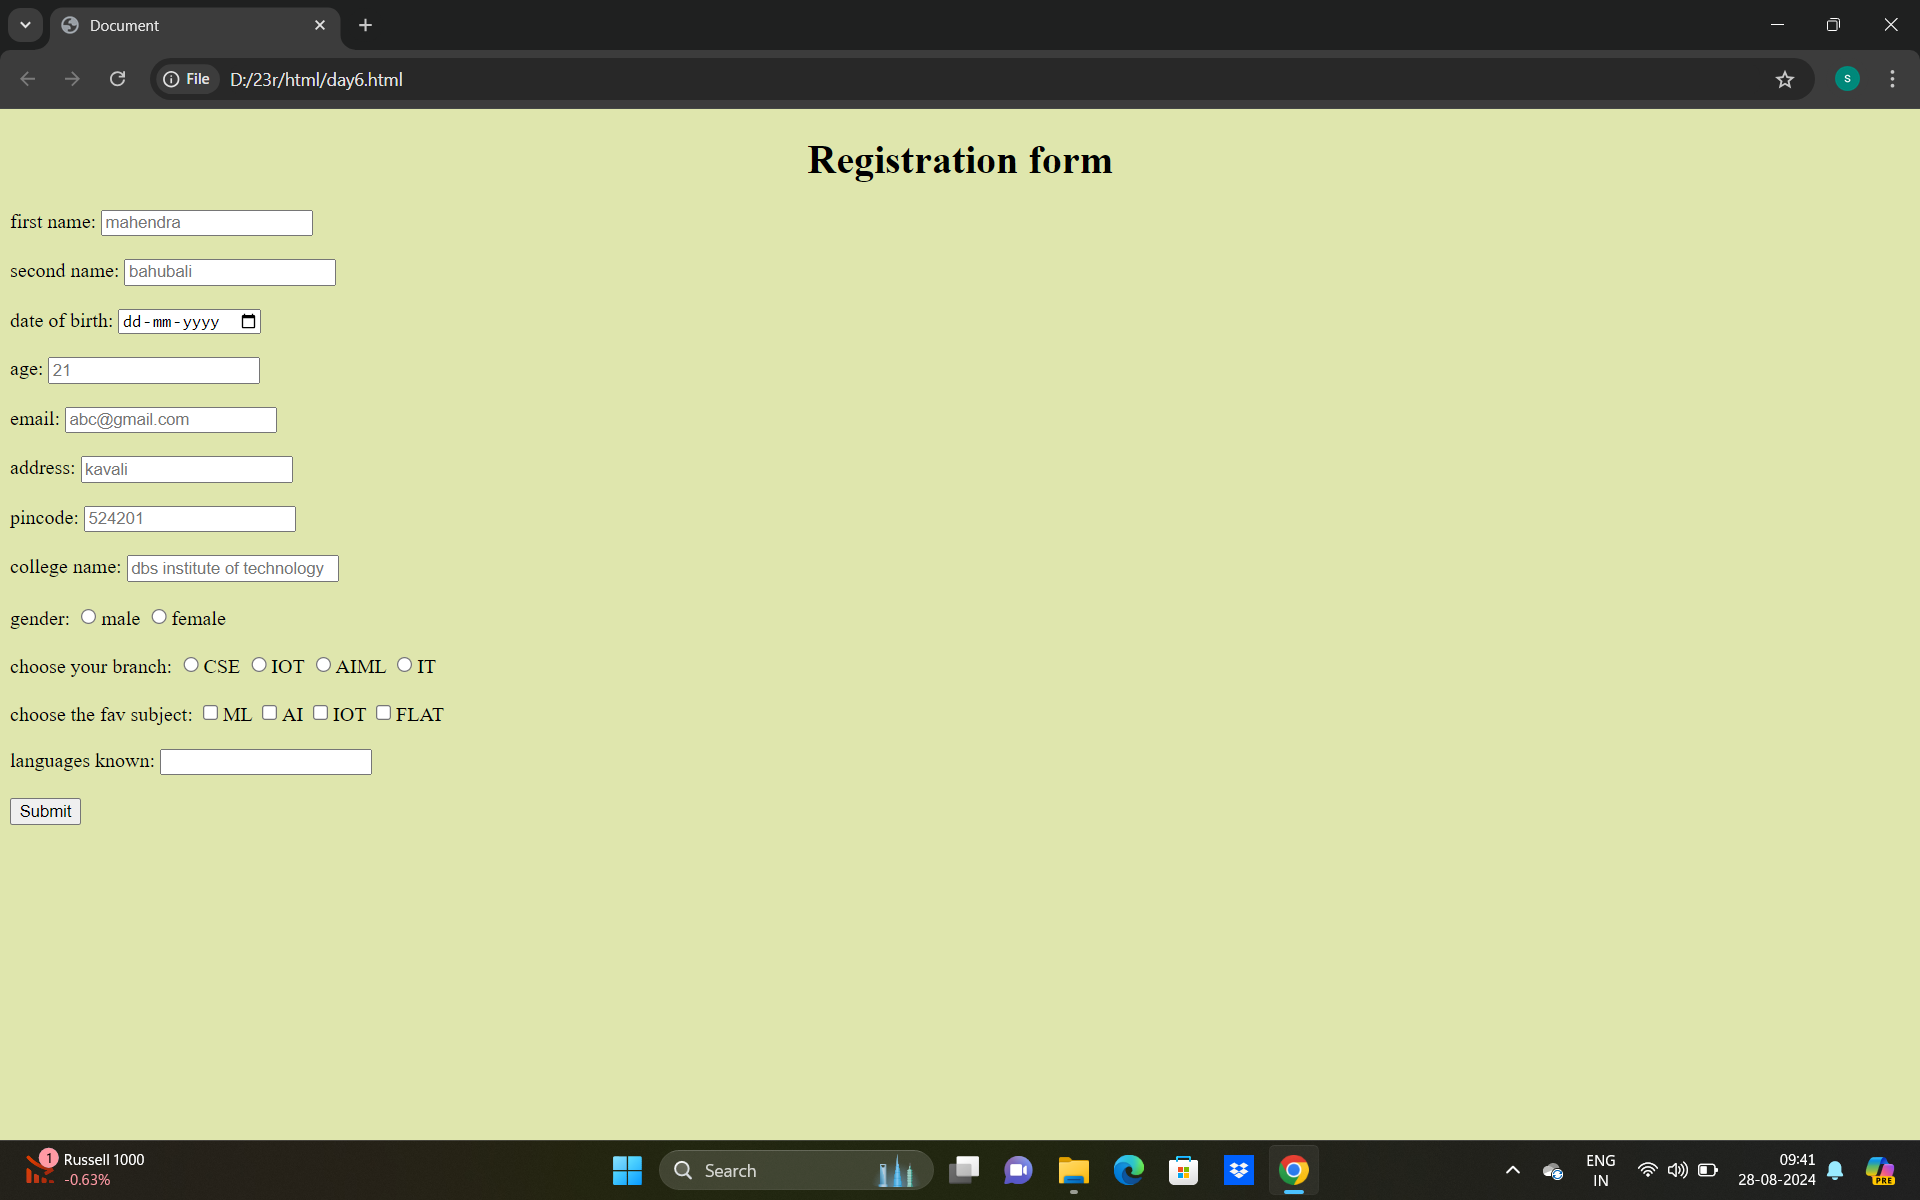 Document
File D:/23r/html/day6.html
S
Registration form
first name: mahendra
second name: bahubali
date of birth: dd-mm-yyyy
age: 21
email: abc@gmail.com
address: kavali
pincode: 524201
college name: dbs institute of technology
gender: male female
choose your branch: CSE IOT AIML IT
choose the fav subject: ML AI IOT FLAT
languages known:
Submit
1
Russell 1000
-0.63%
Search
ENG
IN
09:41
28-08-2024
PRE